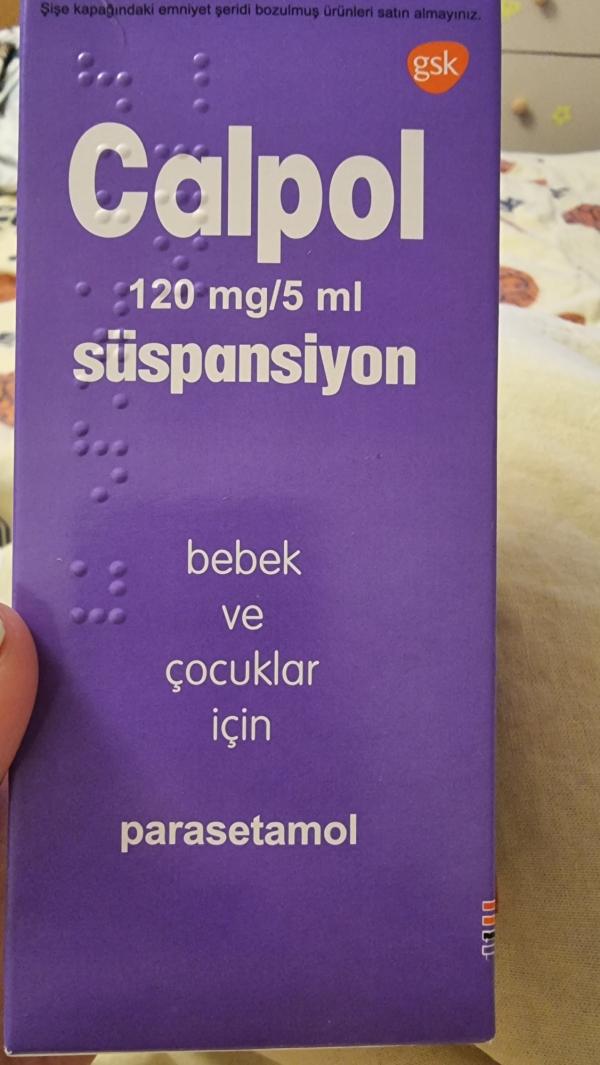 Şişe kapağındaki emniyet şeridi bozulmuş ürünleri satın almayınız.
gsk
Calpol
120 mg/5 ml
süspansiyon
bebek
ve
çocuklar
için
parasetamol